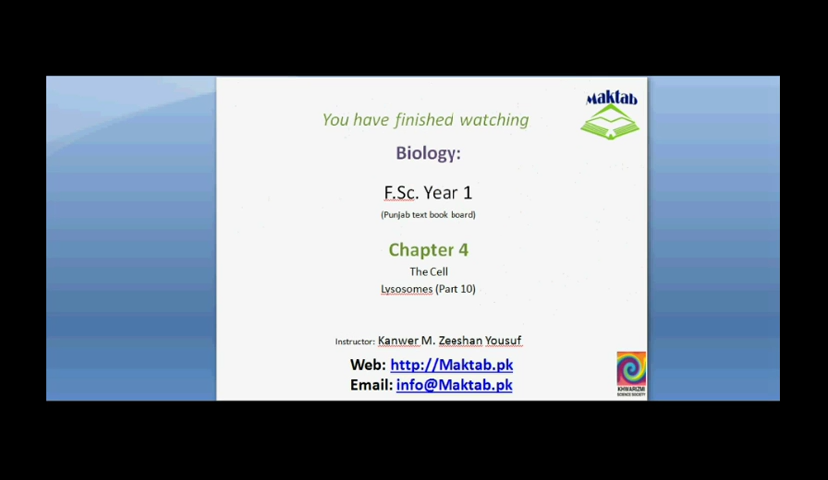 Maktab
You have finished watching
Biology:
F.Sc. Year 1
(Punjab text book board)
Chapter 4
The Cell
Lysosomes (Part 10)
Instructor: Kanwer M. Zeeshan Yousuf
Web: http://Maktab.pk
Email: info@Maktab.pk
KHWARIZMI
SCIENCE SOCIETY